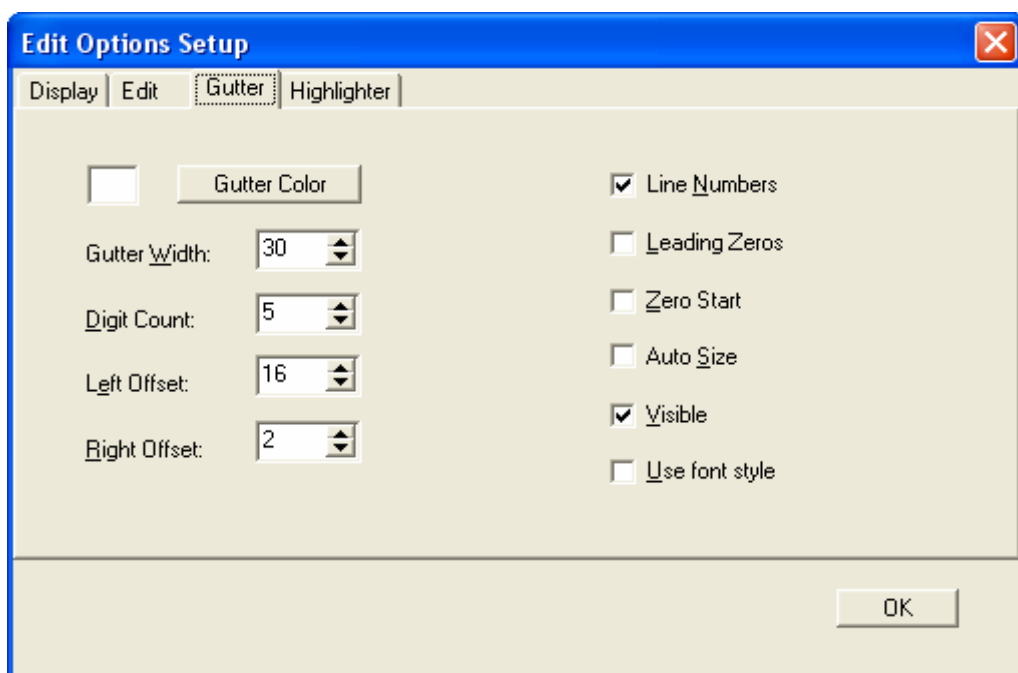 Edit Options Setup
Display Edit Gutter Highlighter
Gutter Color
Gutter Width: 30
Digit Count: 5
Left Offset: 16
Right Offset: 2
Line Numbers
Leading Zeros
Zero Start
Auto Size
Visible
Use font style
OK